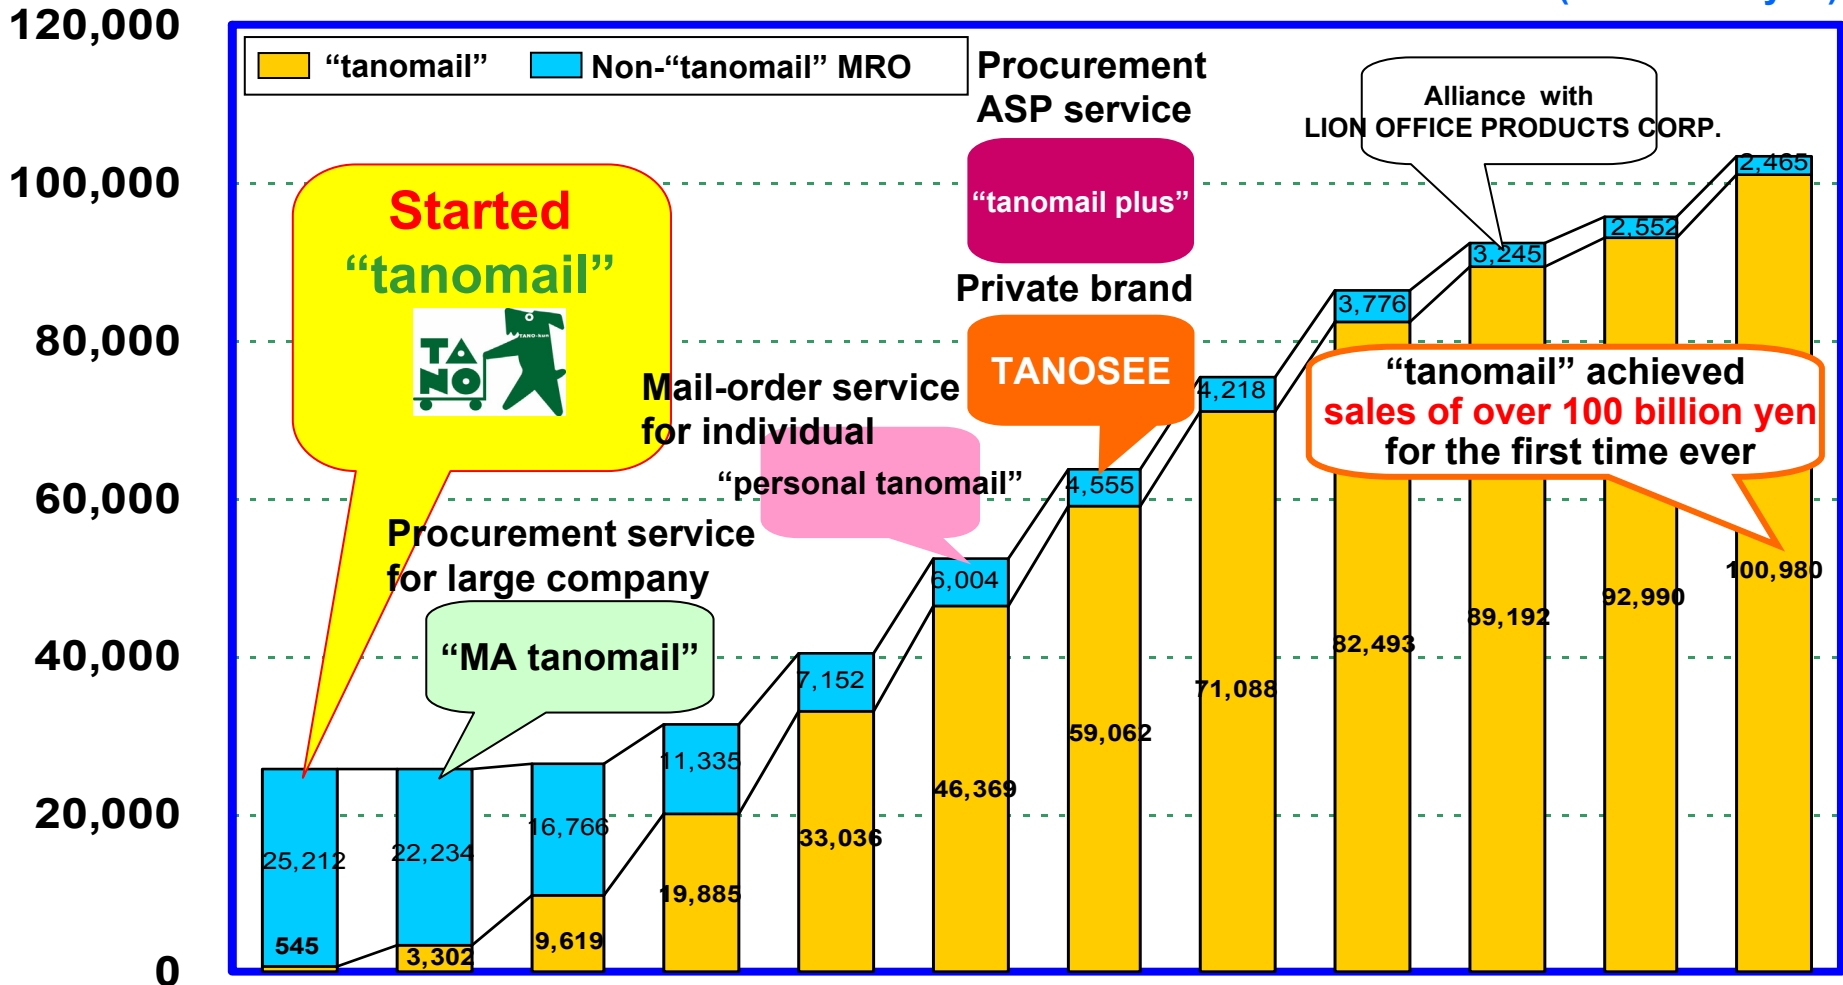 120,000
“tanomail”
Non-“tanomail” MRO
Procurement
ASP service
“tanomail plus”
Alliance with
LION OFFICE PRODUCTS CORP.
100,000
Started
“tanomail”
TA
NO
TANO-kun
Private brand
TANOSEE
80,000
Mail-order service
for individual
“personal tanomail”
“tanomail” achieved
sales of over 100 billion yen
for the first time ever
60,000
Procurement service
for large company
“MA tanomail”
40,000
20,000
0
25,212
545
22,234
3,302
16,766
9,619
11,335
19,885
7,152
33,036
6,004
46,369
4,555
59,062
4,218
71,088
3,776
82,493
3,245
89,192
2,552
92,990
2,465
100,980